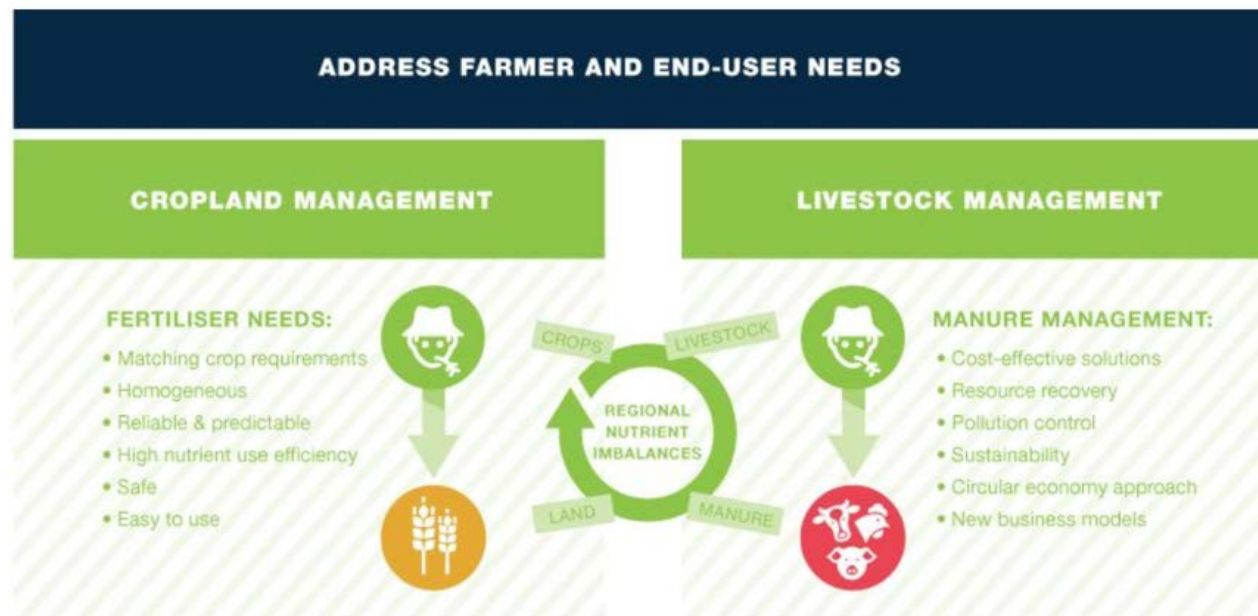 ADDRESS FARMER AND END-USER NEEDS
CROPLAND MANAGEMENT
LIVESTOCK MANAGEMENT
FERTILISER NEEDS:
• Matching crop requirements
• Homogeneous
• Reliable & predictable
• High nutrient use efficiency
• Safe
• Easy to use
CROPS
LIVESTOCK
REGIONAL
NUTRIENT
IMBALANCES
LAND
MANURE
MANURE MANAGEMENT:
• Cost-effective solutions
• Resource recovery
• Pollution control
• Sustainability
• Circular economy approach
• New business models